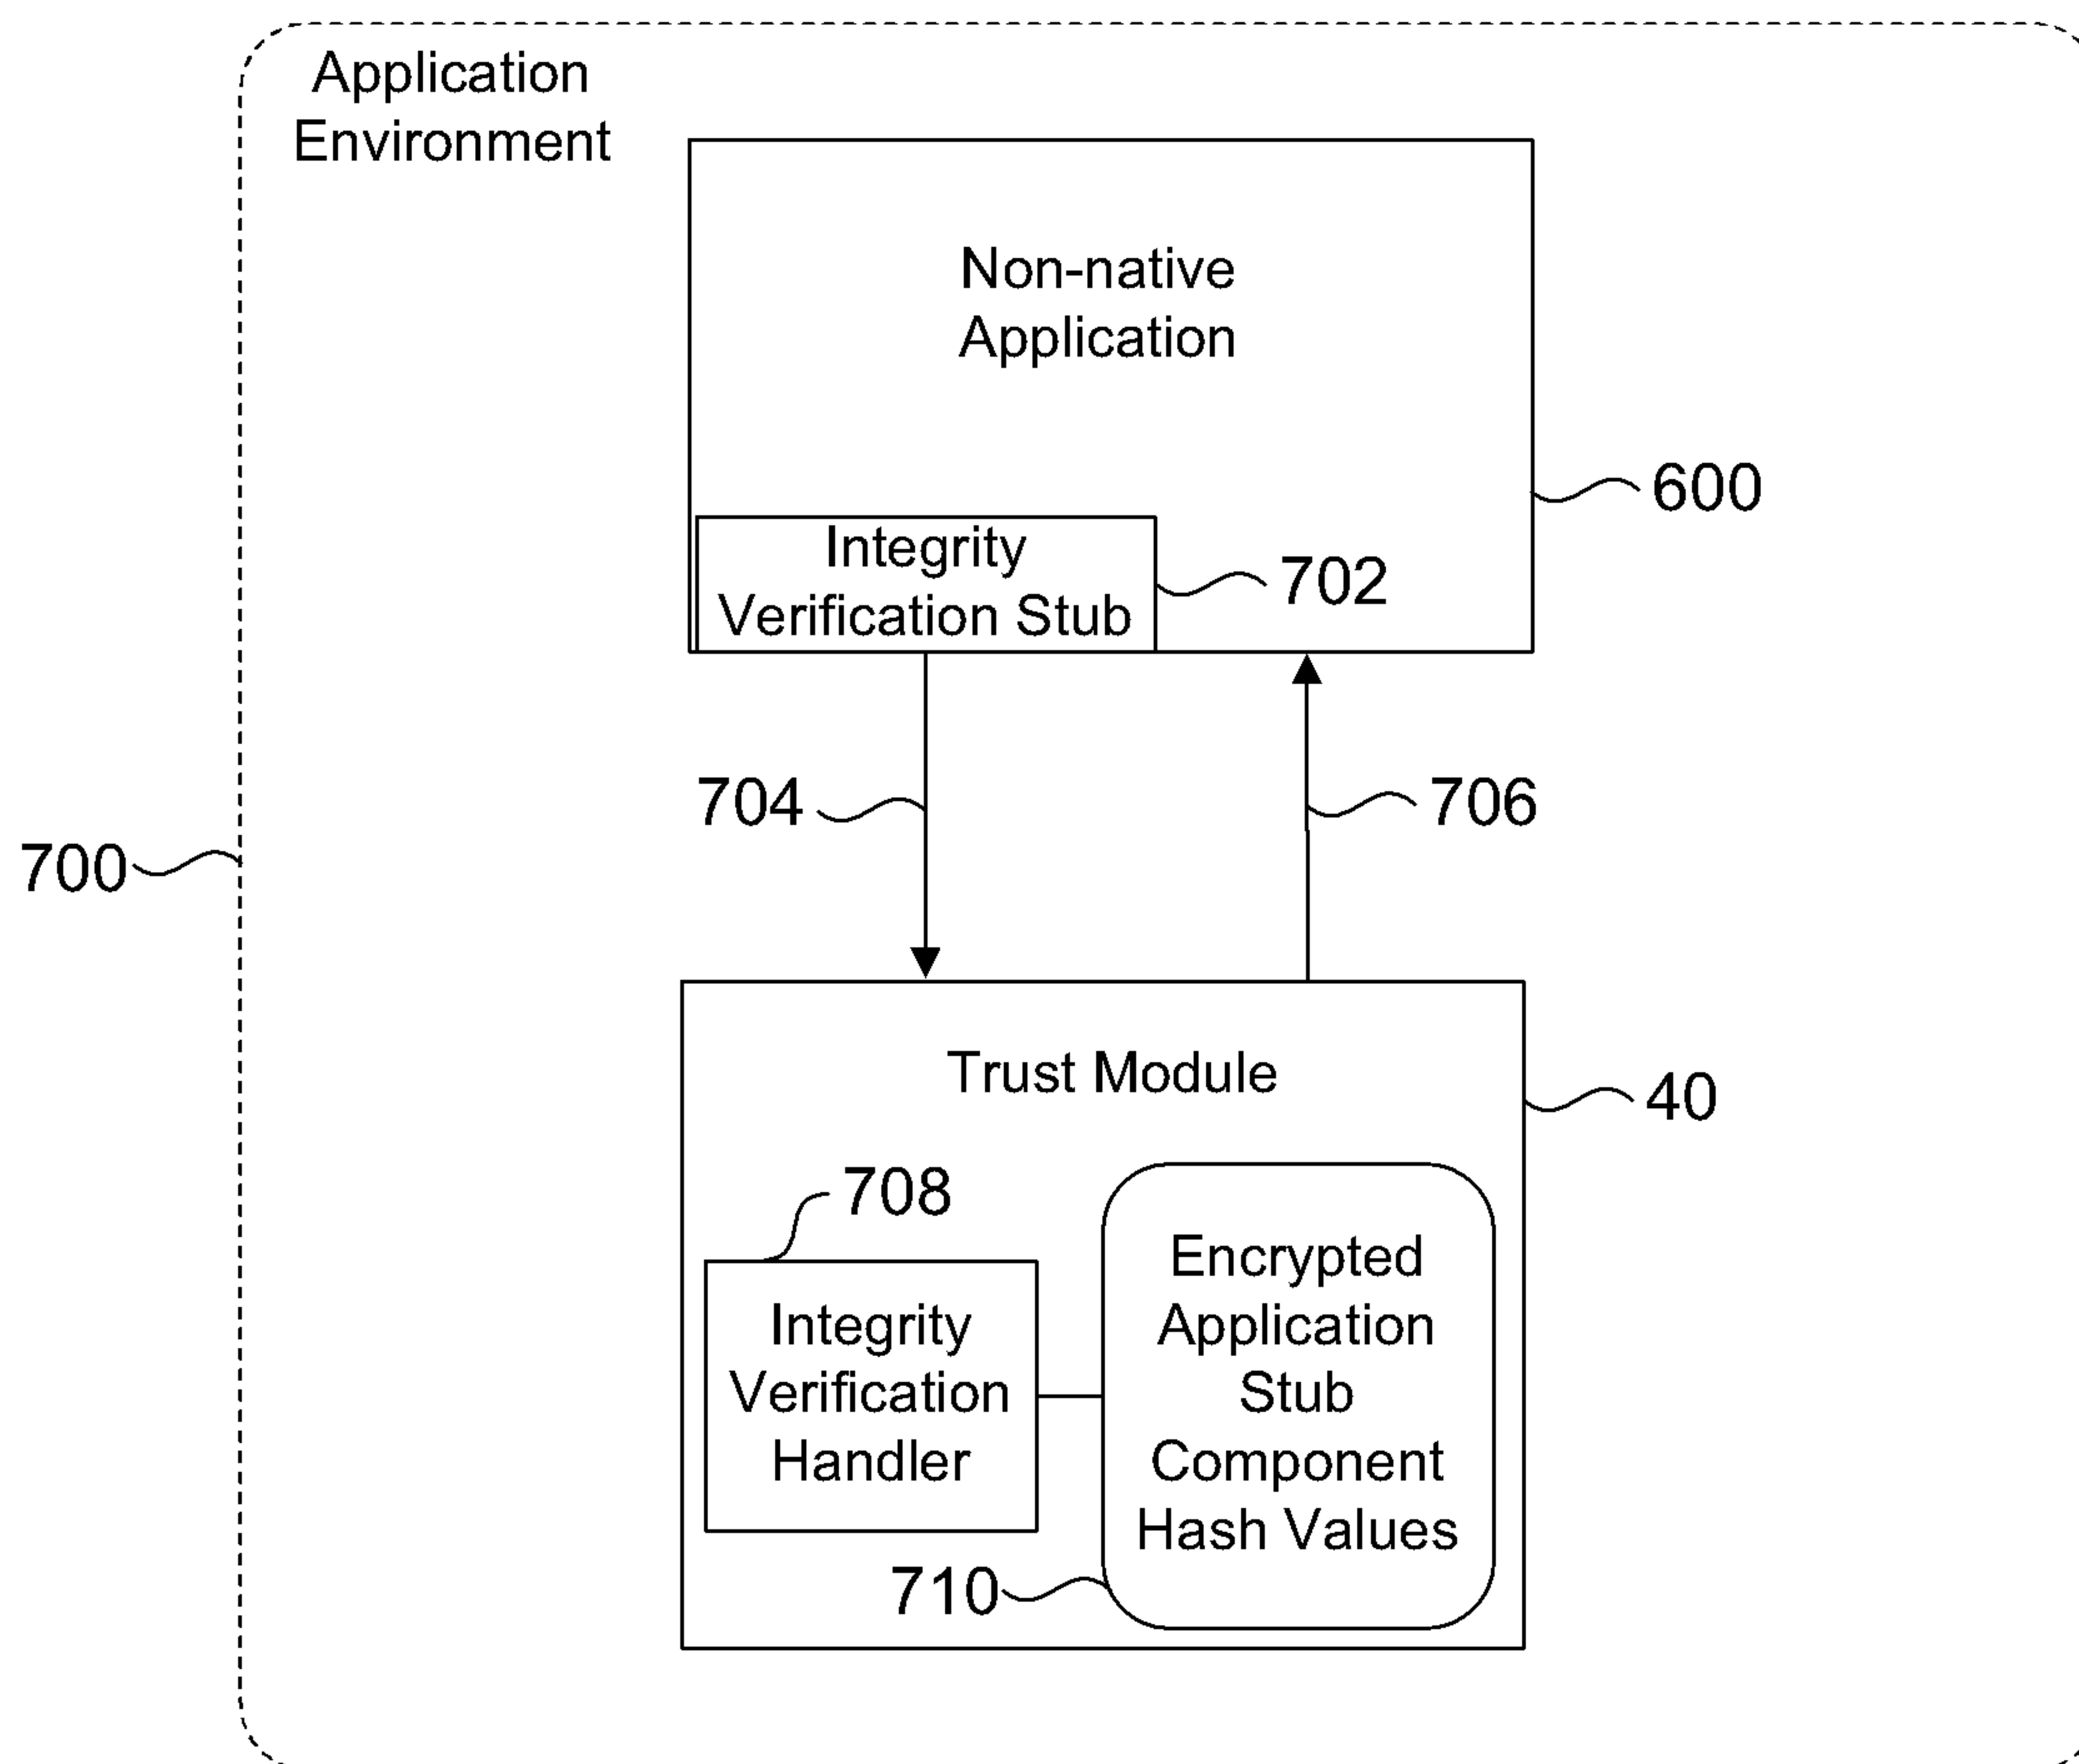 Application
Environment
Non-native
Application
600
Integrity
Verification Stub
702
704
706
700
Trust Module
40
708
Integrity
Verification
Handler
Encrypted
Application
Stub
Component
Hash Values
710